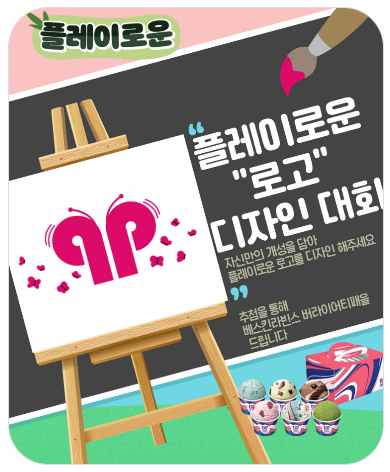 플레이로운
“플레이로운
"로고"
디자인 대회
자신만의 개성을 담아
플레이로운 로고를 디자인 해주세요
”
추첨을 통해
베스킨라빈스 버라이어티팩을
드립니다